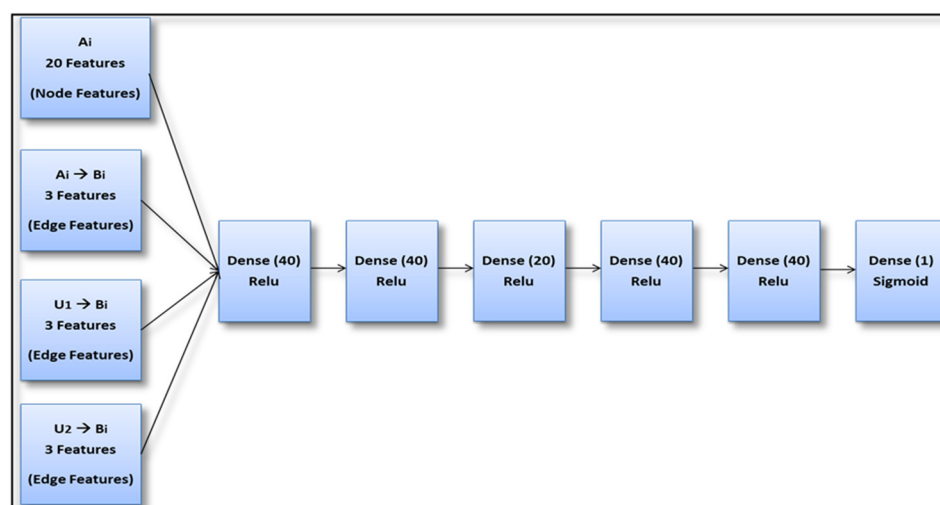 Ai
20 Features
(Node Features)
Ai → Bi
3 Features
(Edge Features)
U1 → Bi
3 Features
(Edge Features)
U2 → Bi
3 Features
(Edge Features)
Dense (40)
Relu
Dense (40)
Relu
Dense (20)
Relu
Dense (40)
Relu
Dense (40)
Relu
Dense (1)
Sigmoid